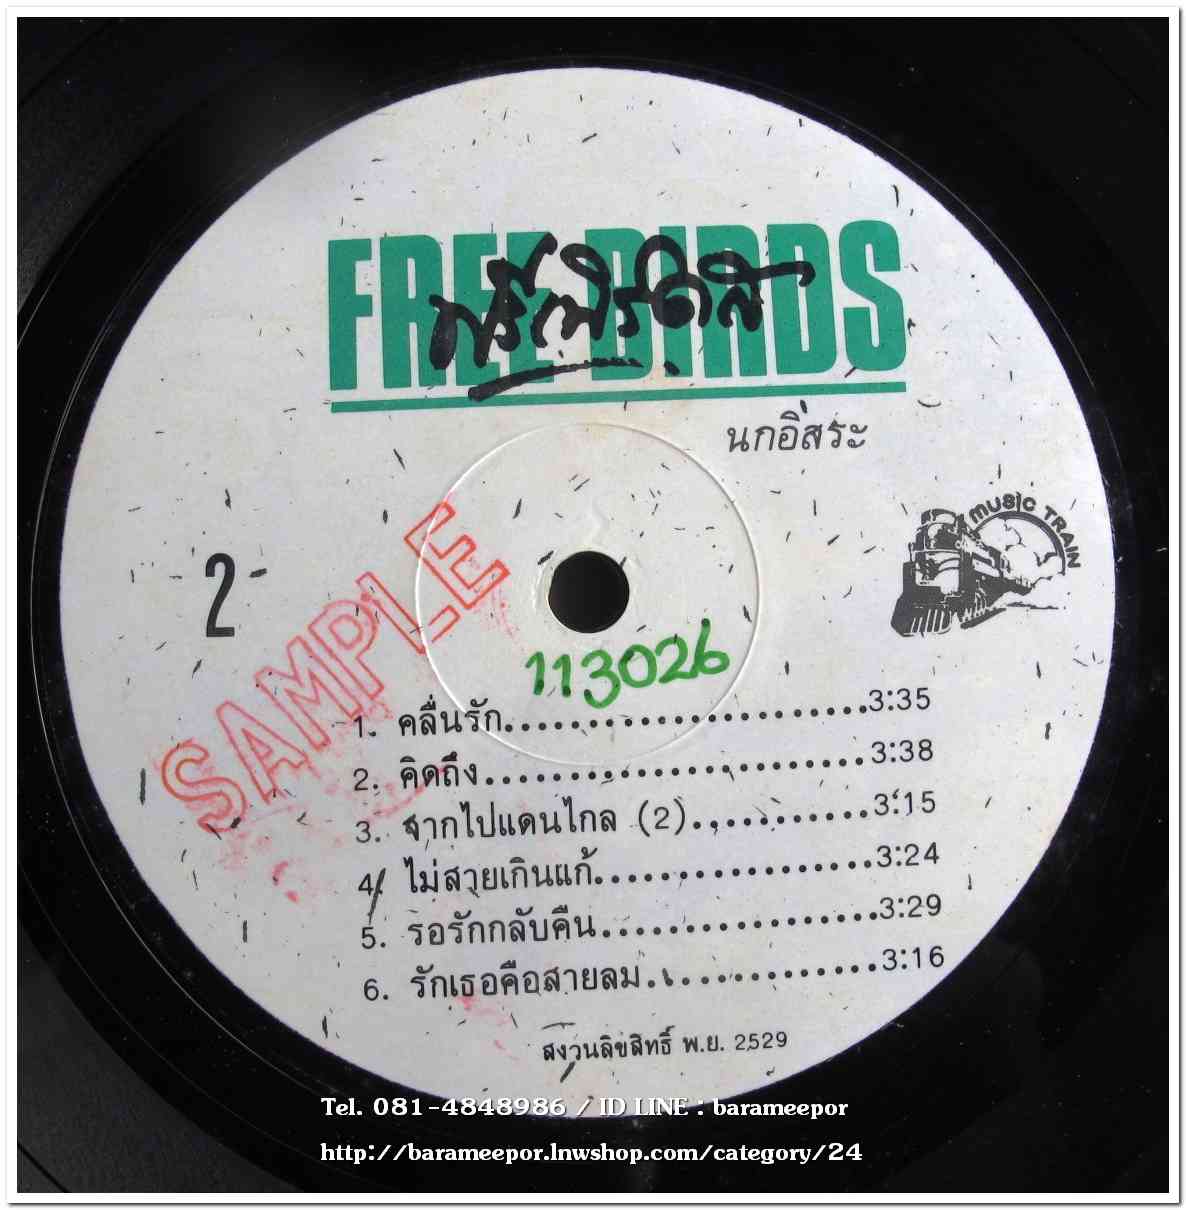 FREE BIRDS
ฟรีเบิร์ดส
นกอิสระ
MUSIC TRAIN
2
SAMPLE
113026
1. คลื่นรัก......................3:35
2. คิดถึง.......................3:38
3. จากไปแดนไกล (2)...........3:15
4. ไม่สายเกินแก้.................3:24
5. รอรักกลับคืน.................3:29
6. รักเธอคือสายลม..............3:16
สงวนลิขสิทธิ์ พ.ย. 2529
Tel. 081-4848986 / ID LINE : barameepor
http://barameepor.lnwshop.com/category/24